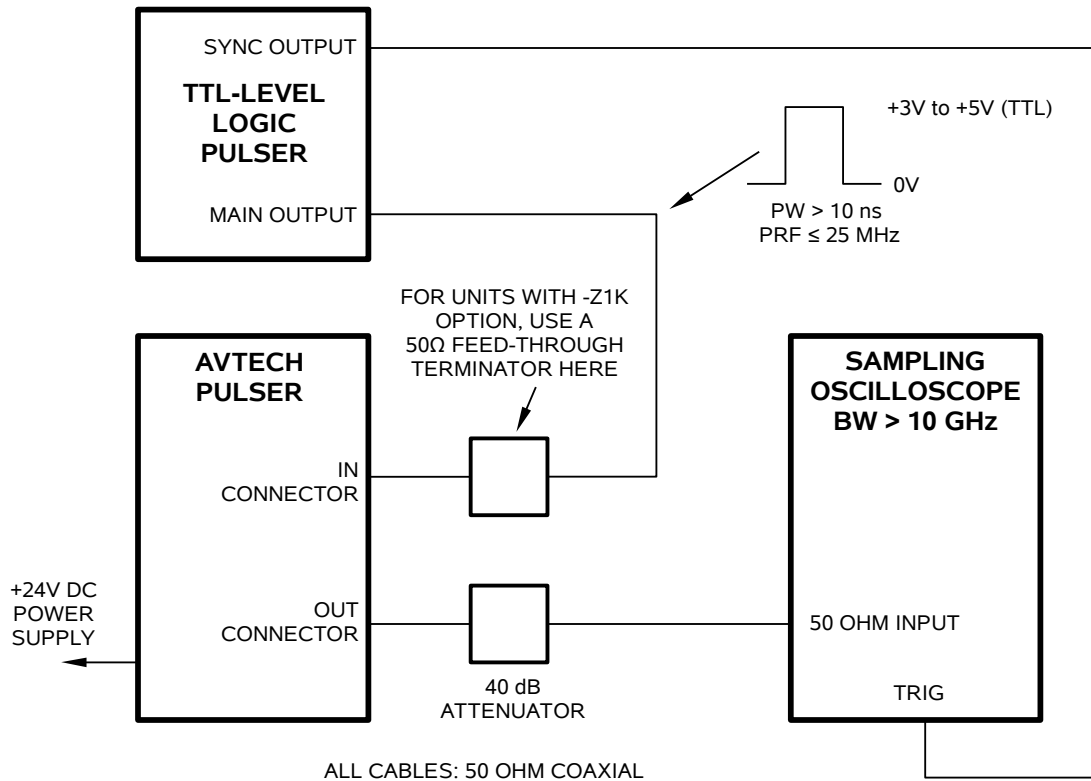 SYNC OUTPUT
TTL-LEVEL
LOGIC
PULSER
MAIN OUTPUT
+3V to +5V (TTL)
0V
PW > 10 ns
PRF ≤ 25 MHz
FOR UNITS WITH -Z1K
OPTION, USE A
50Ω FEED-THROUGH
TERMINATOR HERE
AVTECH
PULSER
IN
CONNECTOR
OUT
CONNECTOR
+24V DC
POWER
SUPPLY
40 dB
ATTENUATOR
SAMPLING
OSCILLOSCOPE
BW > 10 GHz
50 OHM INPUT
TRIG
ALL CABLES: 50 OHM COAXIAL